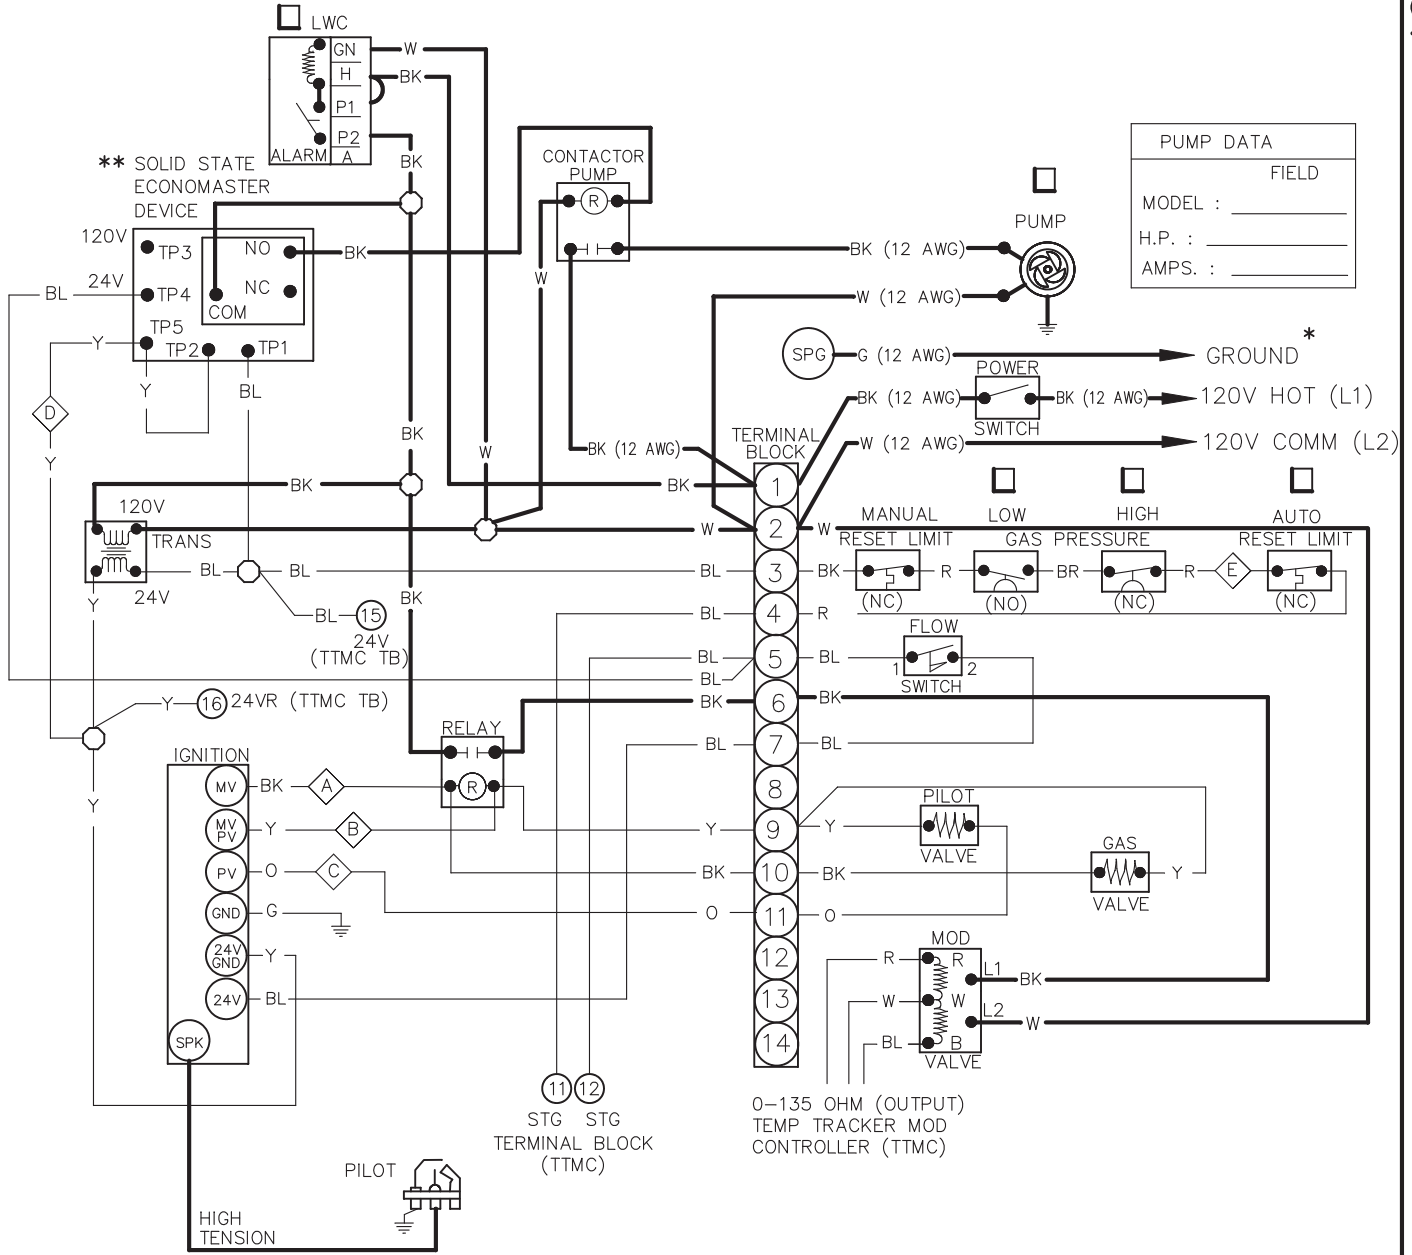 LWC
GN
W
H
BK
P1
P2
ALARM
A
BK
** SOLID STATE
ECONOMASTER
DEVICE
CONTACTOR
PUMP
R
PUMP
PUMP DATA
FIELD
MODEL :
H.P. :
AMPS. :
120V
TP3
NO
BK
BK (12 AWG)
BL
24V
TP4
NC
COM
W
W (12 AWG)
TP5
Y
TP2
TP1
SPG
G (12 AWG)
GROUND *
POWER
Y
BL
BK (12 AWG)
BK (12 AWG)
120V HOT (L1)
SWITCH
D
BK
W
BK (12 AWG)
TERMINAL
BLOCK
W (12 AWG)
120V COMM (L2)
Y
BK
BK
1
120V
TRANS
W
2
W
MANUAL
RESET LIMIT
LOW
HIGH
GAS PRESSURE
AUTO
RESET LIMIT
BL
BL
BL
3
BK
R
BR
R
E
24V
(NC)
(NO)
(NC)
(NC)
Y
BK
BL
15
24V
(TTMC TB)
BL
4
R
FLOW
BL
5
BL
1
2
BL
SWITCH
Y
16
24VR (TTMC TB)
BK
6
BK
RELAY
BL
7
BL
IGNITION
MV
BK
A
R
8
Y
PILOT
MV
PV
Y
B
Y
9
Y
VALVE
GAS
PV
O
C
BK
10
BK
Y
VALVE
GND
G
O
11
O
24V
GND
Y
12
MOD
R
R
L1
BK
24V
BL
13
W
W
L2
W
SPK
14
BL
B
VALVE
11
12
STG
STG
TERMINAL BLOCK
(TTMC)
0-135 OHM (OUTPUT)
TEMP TRACKER MOD
CONTROLLER (TTMC)
PILOT
HIGH
TENSION